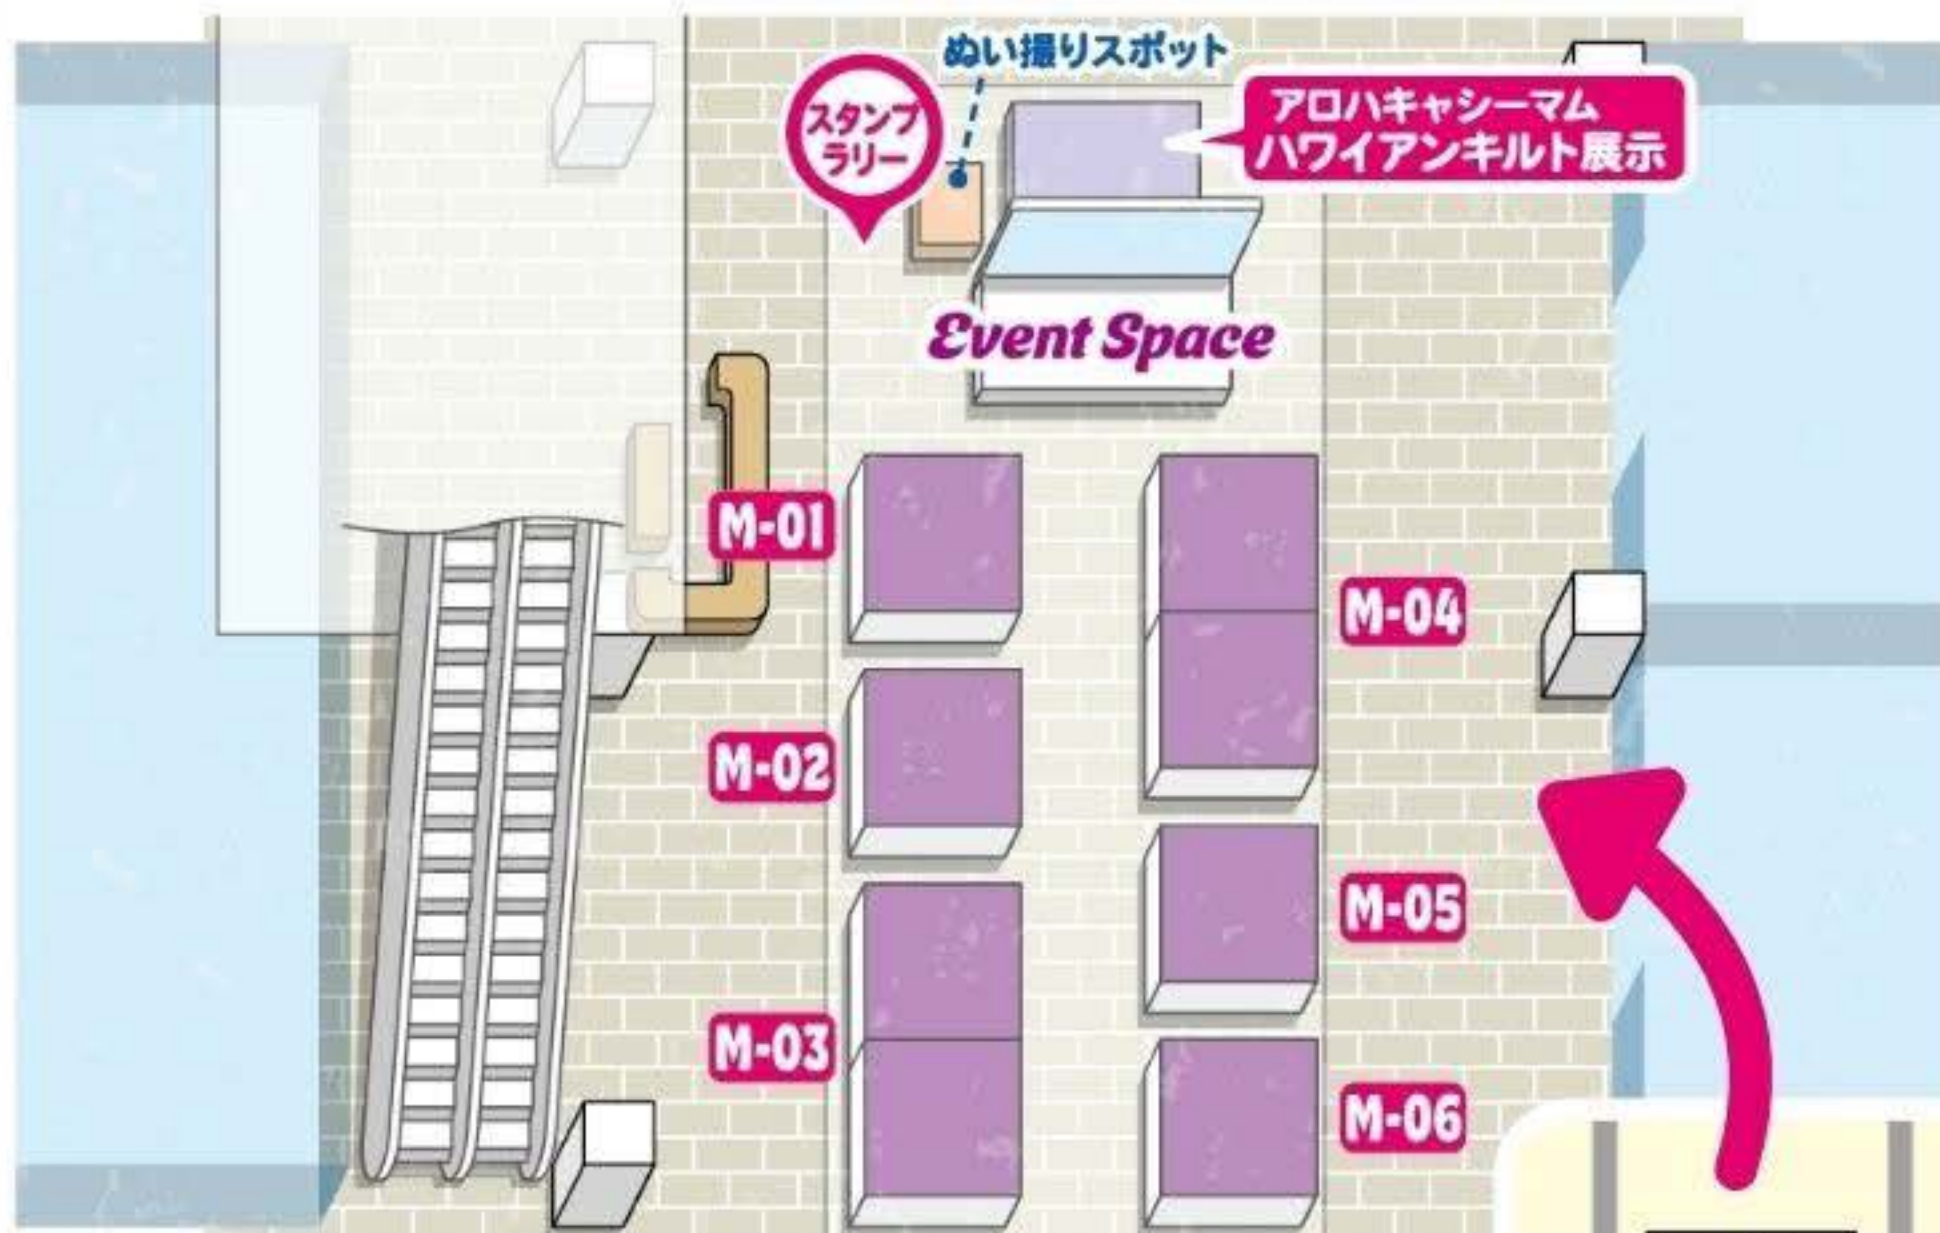 ぬい撮りスポット
スタンプ
ラリー
アロハキャシーマム
ハワイアンキルト展示
Event Space
M-01
M-04
M-02
M-05
M-03
M-06